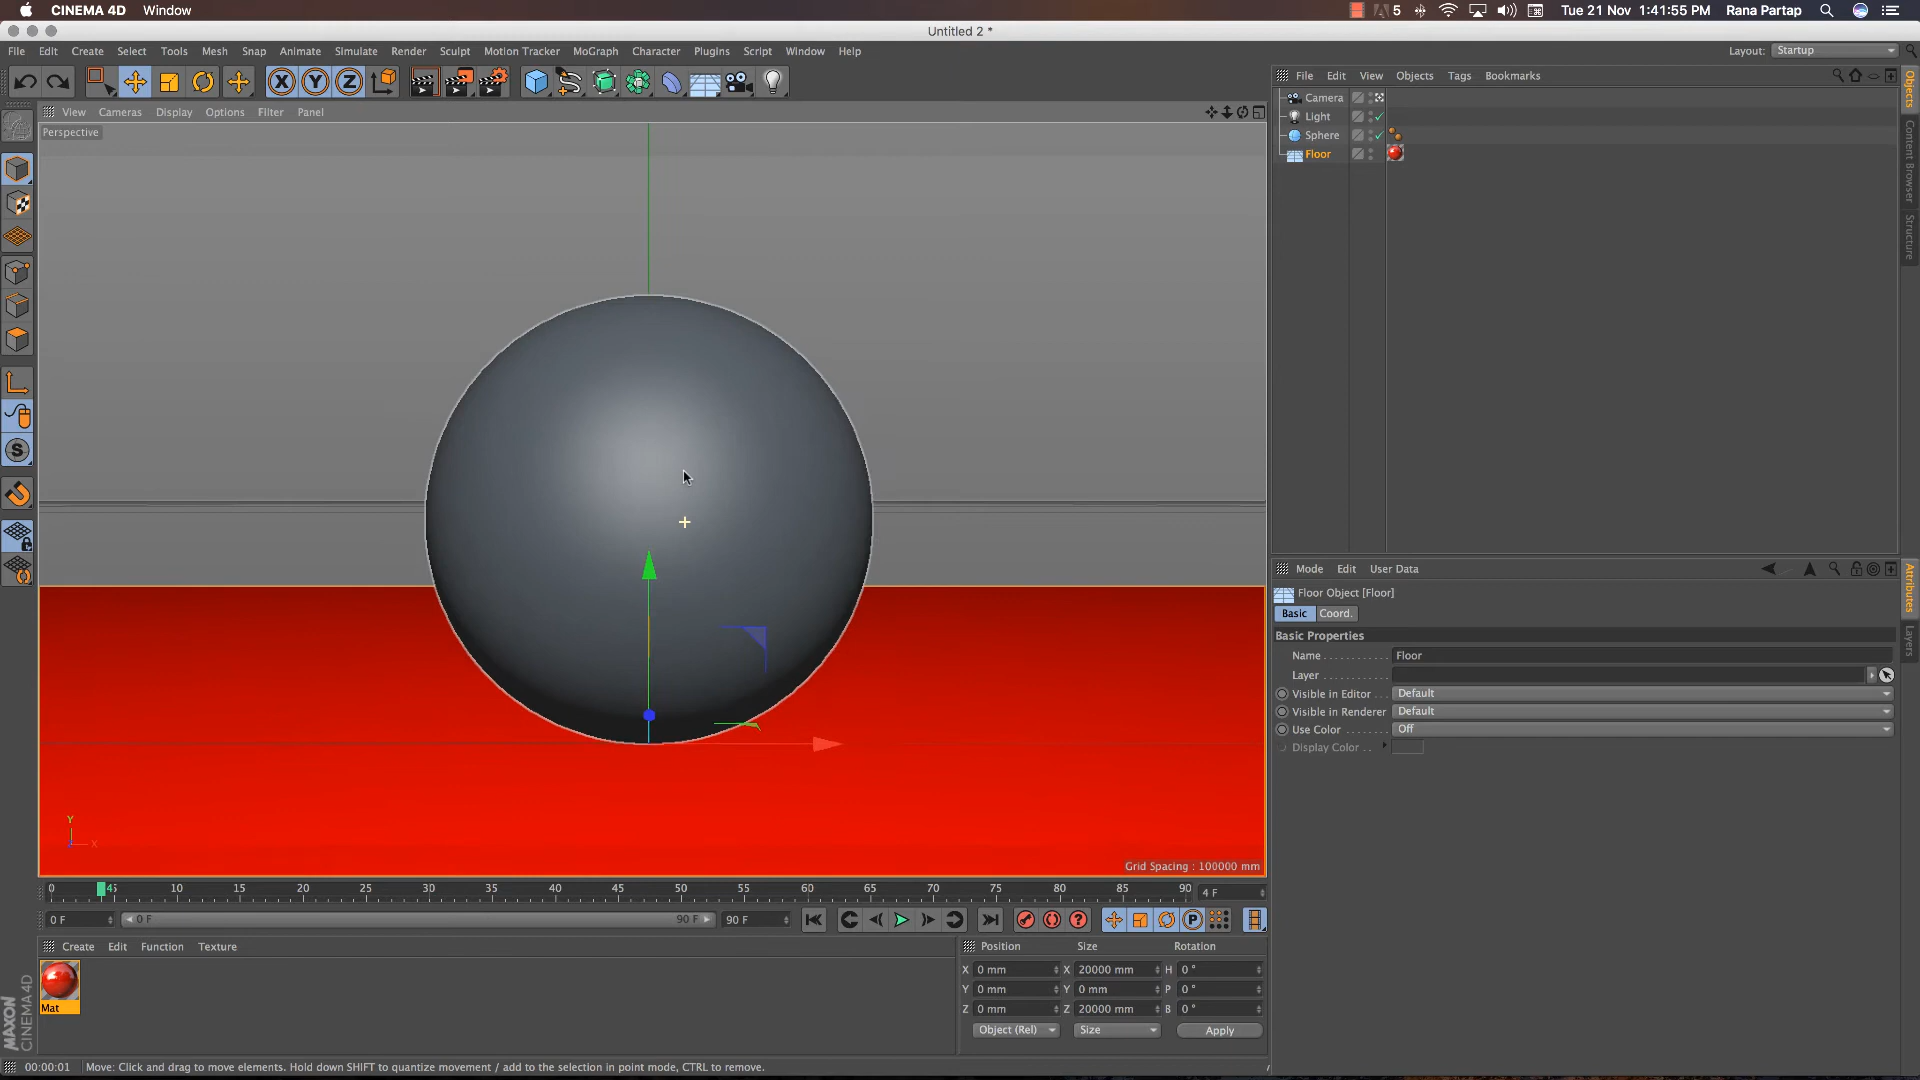 CINEMA 4D Window
5 Tue 21 Nov 1:41:55 PM Rana Partap
Untitled 2 *
File Edit Create Select Tools Mesh Snap Animate Simulate Render Sculpt Motion Tracker MoGraph Character Plugins Script Window Help
Layout: Startup
X Y Z
File Edit View Objects Tags Bookmarks
View Cameras Display Options Filter Panel
Perspective
Camera
Light
Sphere
Floor
Objects
Content Browser
Structure
S
Mode Edit User Data
Floor Object [Floor]
Basic Coord.
Basic Properties
Name Floor
Layer
Visible in Editor Default
Visible in Renderer Default
Use Color Off
Display Color
Attributes
Layers
Y
X
Grid Spacing : 100000 mm
0 45 10 15 20 25 30 35 40 45 50 55 60 65 70 75 80 85 90 4 F
0 F 0 F 90 F 90 F
P
Create Edit Function Texture
Mat
Position Size Rotation
X 0 mm X 20000 mm H 0 °
Y 0 mm Y 0 mm P 0 °
Z 0 mm Z 20000 mm B 0 °
Object (Rel) Size Apply
MAXON
CINEMA 4D
00:00:01 Move: Click and drag to move elements. Hold down SHIFT to quantize movement / add to the selection in point mode, CTRL to remove.